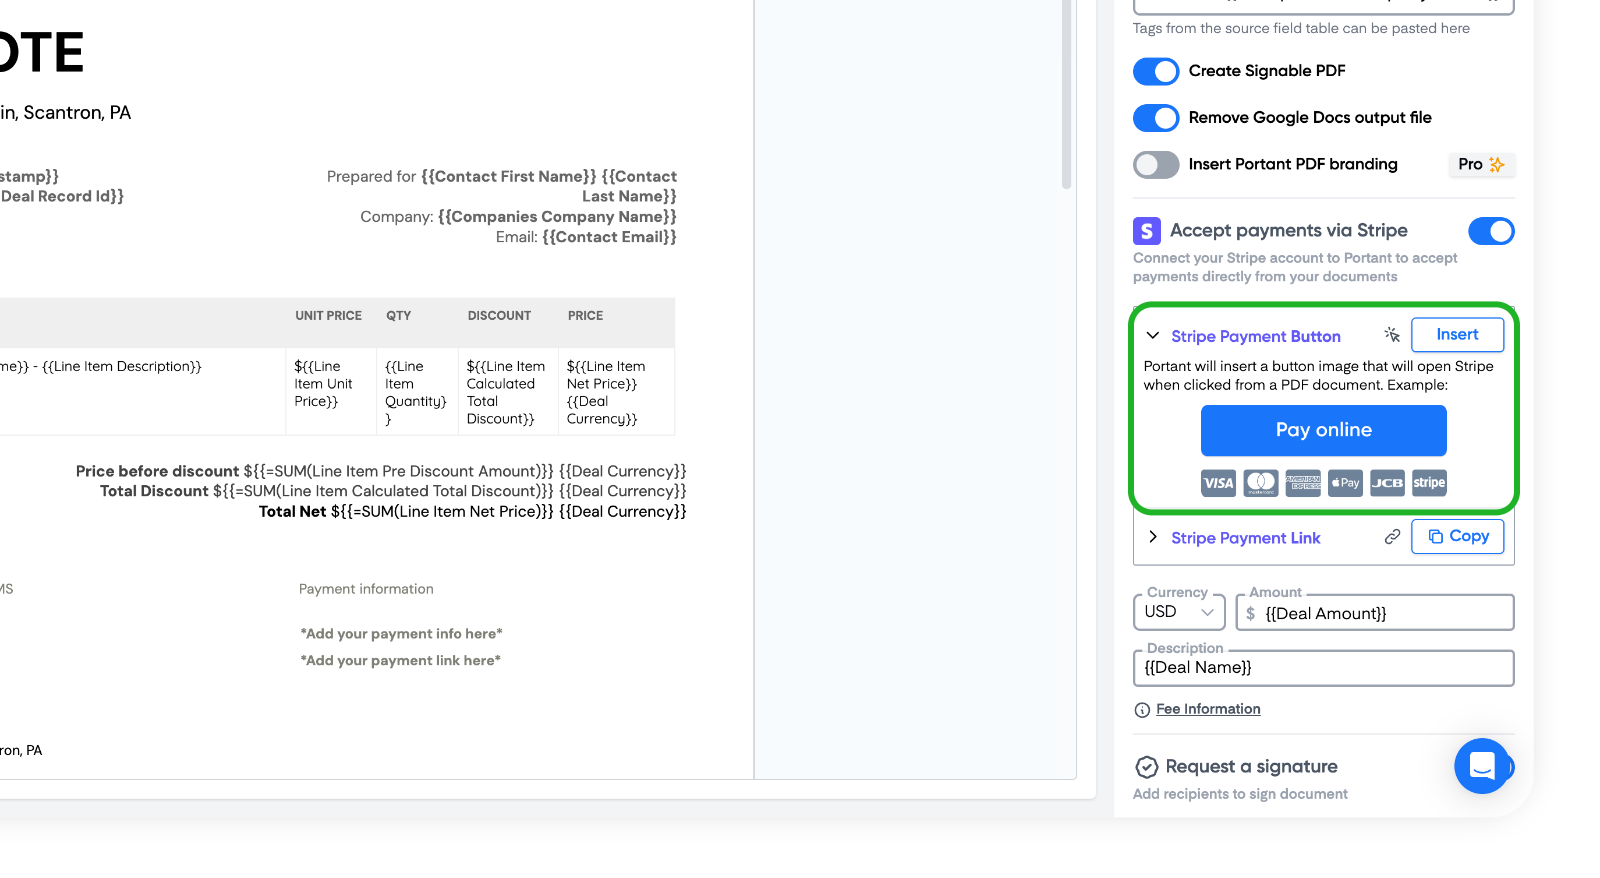 OTE
in, Scantron, PA
stamp}}
Deal Record Id}}
Prepared for {{Contact First Name}} {{Contact
Last Name}}
Company: {{Companies Company Name}}
Email: {{Contact Email}}
UNIT PRICE QTY DISCOUNT PRICE
me}} - {{Line Item Description}}
${{Line
Item Unit
Price}}
{{Line
Item
Quantity}
}
${{Line Item
Calculated
Total
Discount}}
${{Line Item
Net Price}}
{{Deal
Currency}}
Price before discount ${{=SUM(Line Item Pre Discount Amount)}} {{Deal Currency}}
Total Discount ${{=SUM(Line Item Calculated Total Discount)}} {{Deal Currency}}
Total Net ${{=SUM(Line Item Net Price)}} {{Deal Currency}}
MS
Payment information
*Add your payment info here*
*Add your payment link here*
ron, PA
Tags from the source field table can be pasted here
Create Signable PDF
Remove Google Docs output file
Insert Portant PDF branding Pro
S Accept payments via Stripe
Connect your Stripe account to Portant to accept
payments directly from your documents
Stripe Payment Button Insert
Portant will insert a button image that will open Stripe
when clicked from a PDF document. Example:
Pay online
VISA mastercard AMERICAN EXPRESS Pay JCB stripe
Stripe Payment Link Copy
Currency Amount
USD $ {{Deal Amount}}
Description
{{Deal Name}}
Fee Information
Request a signature
Add recipients to sign document